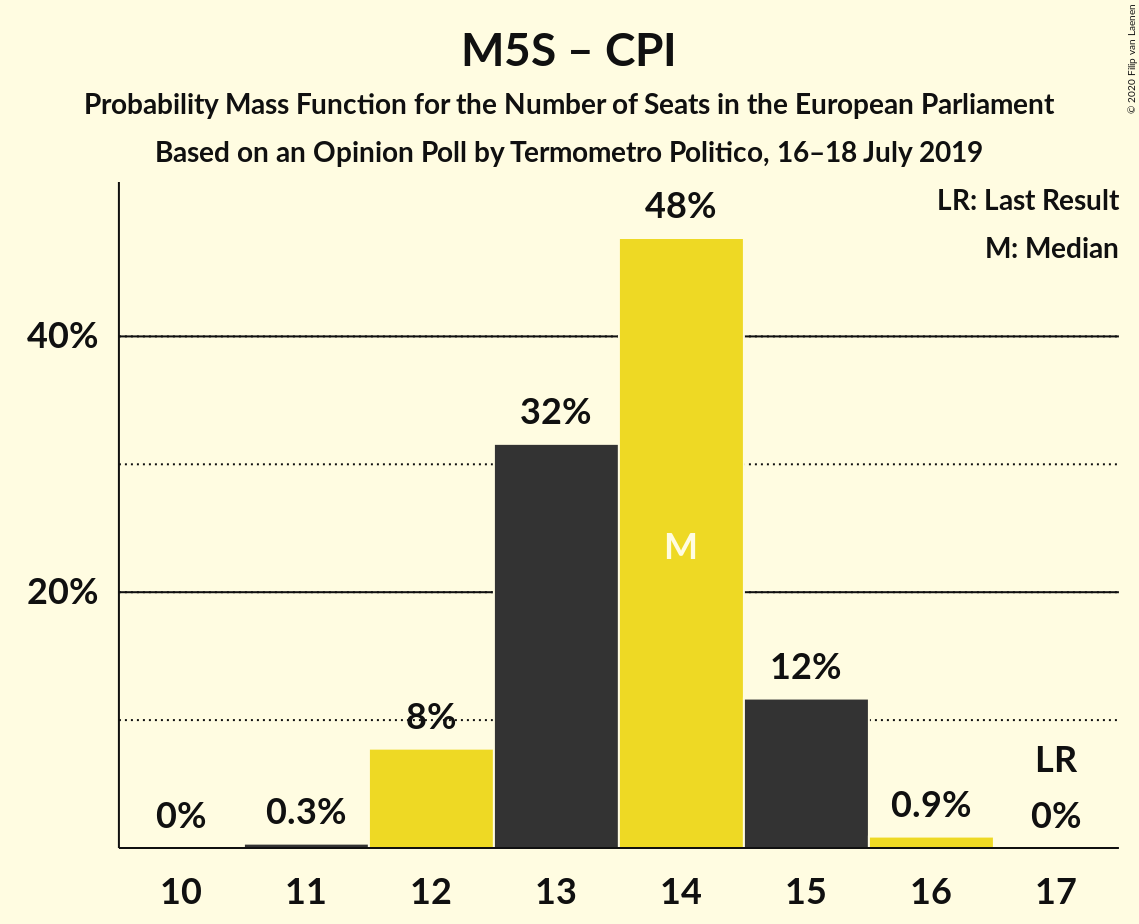 M5S – CPI
Probability Mass Function for the Number of Seats in the European Parliament
Based on an Opinion Poll by Termometro Politico, 16–18 July 2019
© 2020 Filip van Laenen
LR: Last Result
M: Median
48%
40%
32%
M
20%
12%
8%
LR
0%
0.3%
0.9%
0%
10 11 12 13 14 15 16 17